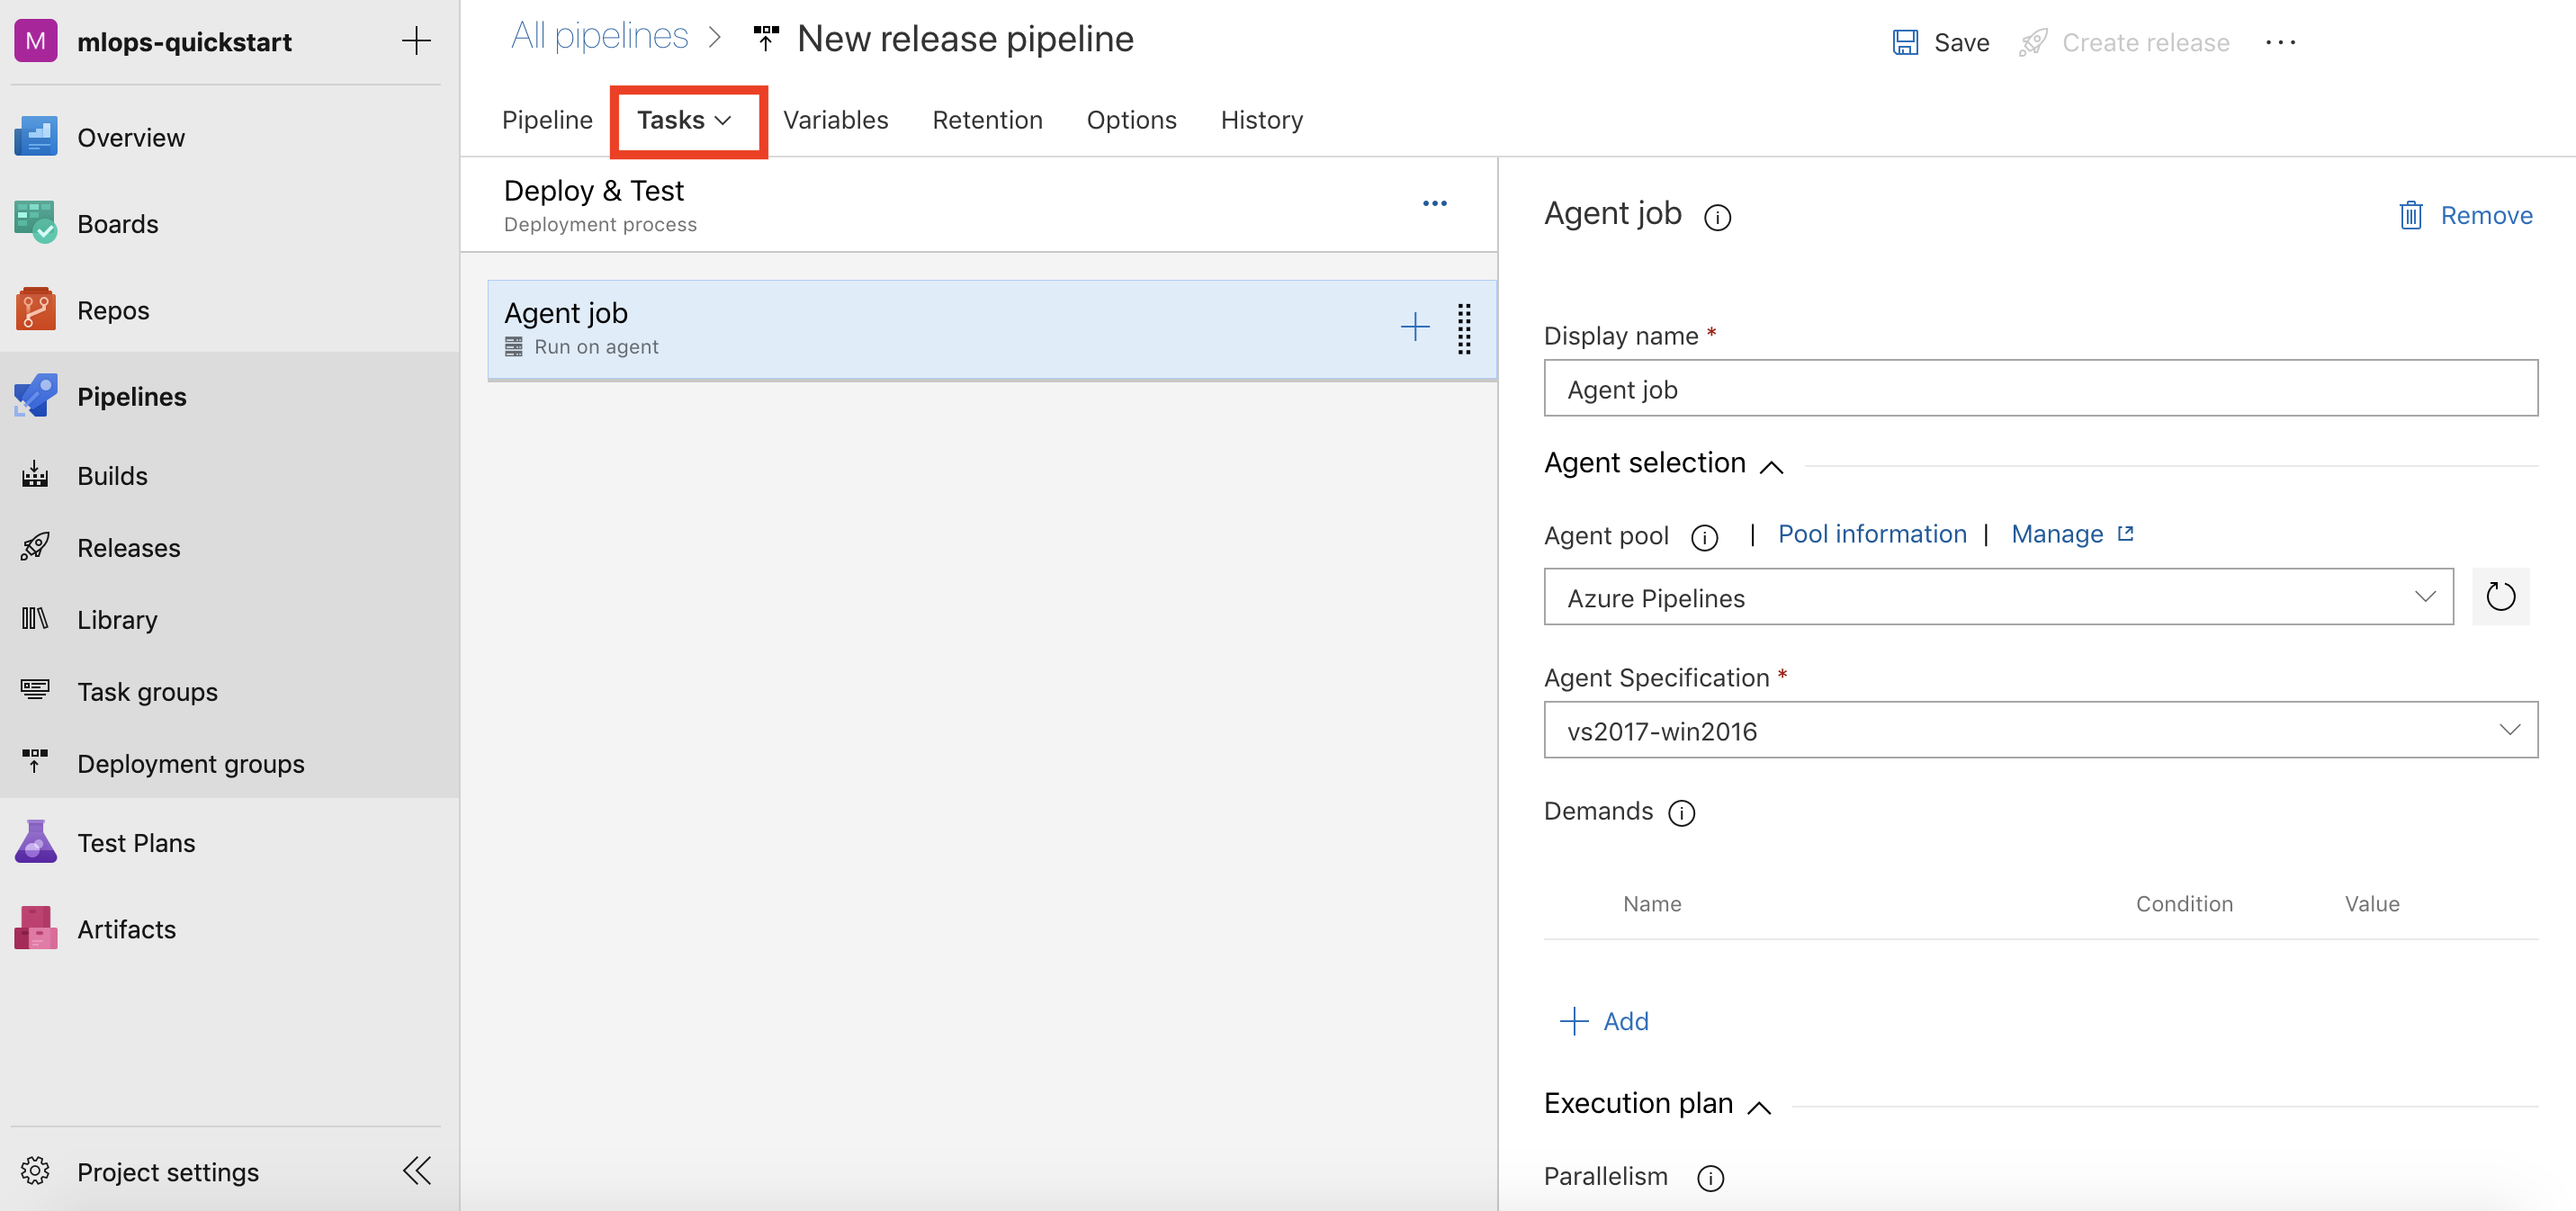 M mlops-quickstart
Overview
Boards
Repos
Pipelines
Builds
Releases
Library
Task groups
Deployment groups
Test Plans
Artifacts
Project settings
All pipelines > New release pipeline
Save Create release ...
Pipeline Tasks Variables Retention Options History
Deploy & Test
Deployment process
Agent job
Run on agent
Agent job
Remove
Display name *
Agent job
Agent selection
Agent pool | Pool information | Manage
Azure Pipelines
Agent Specification *
vs2017-win2016
Demands
Name Condition Value
Add
Execution plan
Parallelism